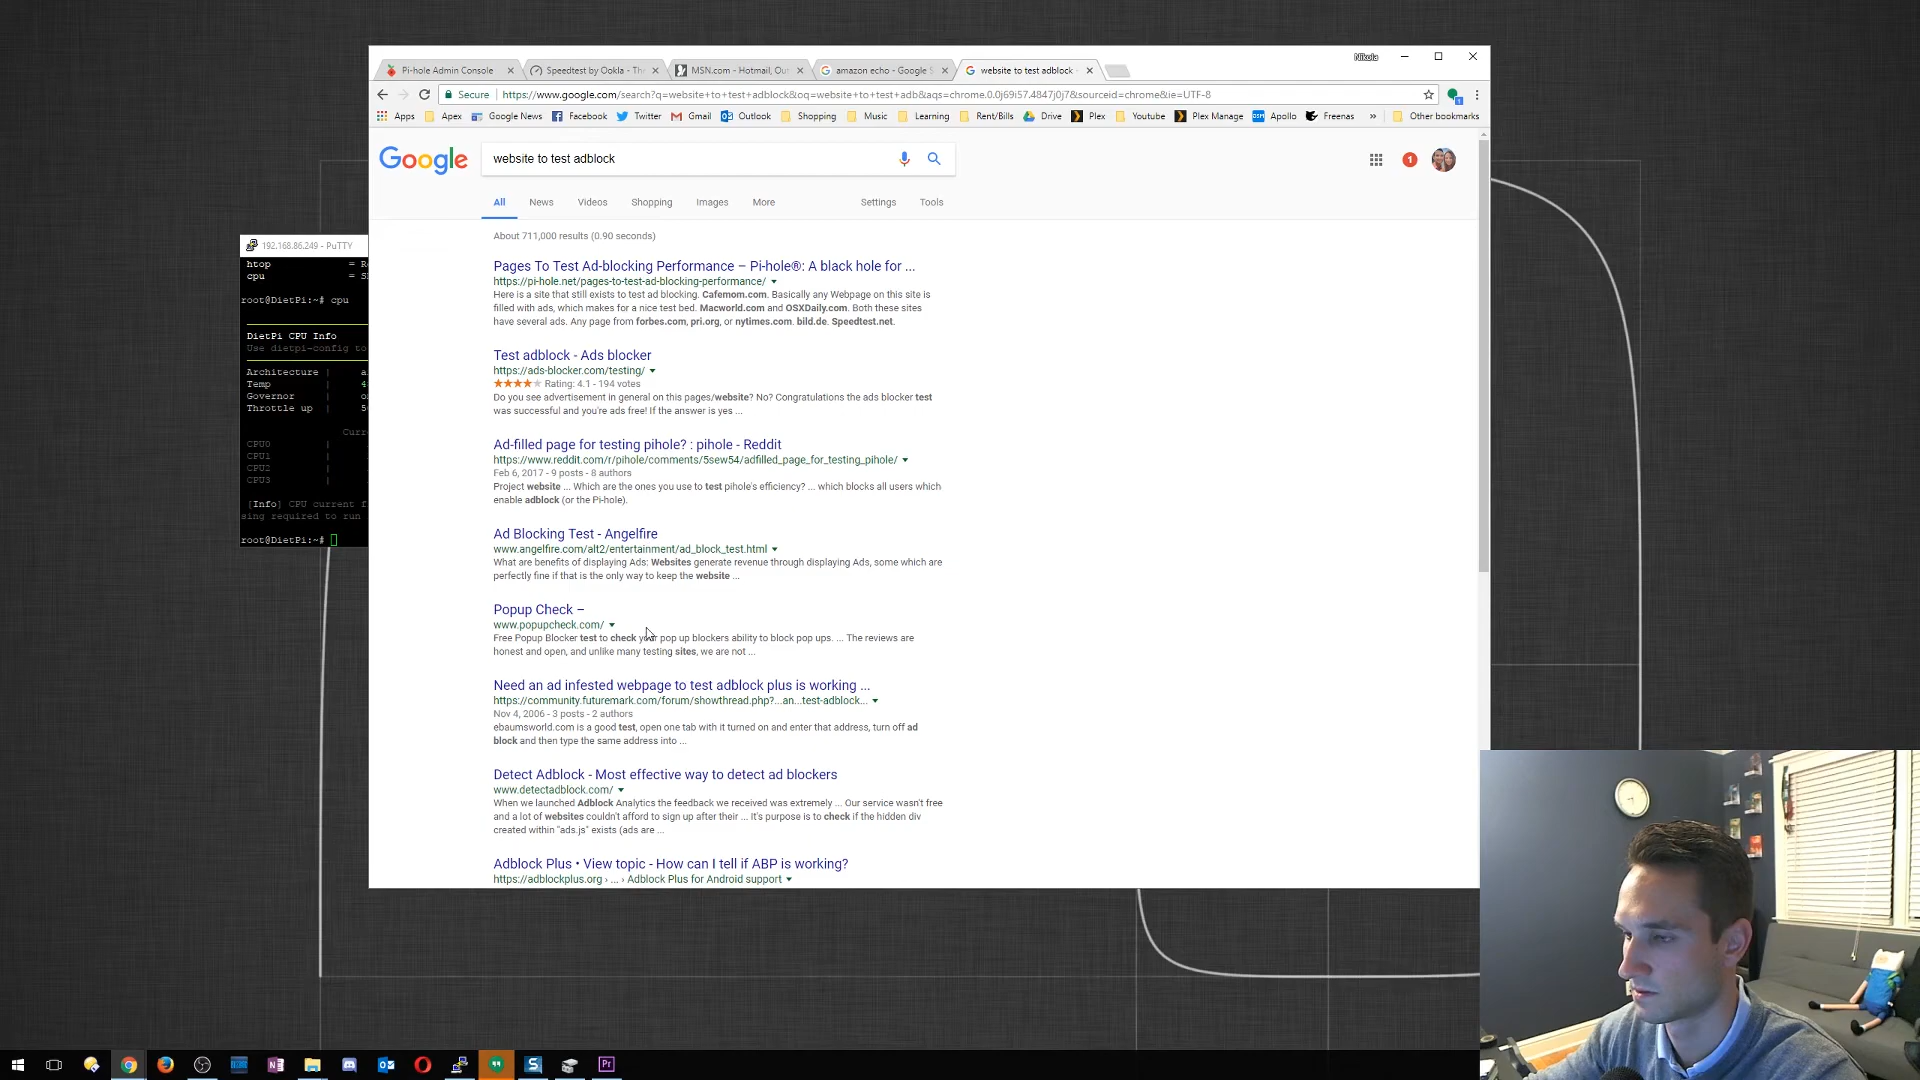 Nikola
Pi-hole Admin Console
Speedtest by Ookla - Th
MSN.com - Hotmail, Ou
amazon echo - Google S
website to test adblock -
Secure
https://www.google.com/search?q=website+to+test+adblock&oq=website+to+test+adb&aqs=chrome.0.0j69i57.4847j0j7&sourceid=chrome&ie=UTF-8
Apps
Apex
Google News
Facebook
Twitter
Gmail
Outlook
Shopping
Music
Learning
Rent/Bills
Drive
Plex
Youtube
Plex Manage
Apollo
Freenas
»
Other bookmarks
Google
website to test adblock
1
All
News
Videos
Shopping
Images
More
Settings
Tools
About 711,000 results (0.90 seconds)
Pages To Test Ad-blocking Performance – Pi-hole®: A black hole for ...
https://pi-hole.net/pages-to-test-ad-blocking-performance/
Here is a site that still exists to test ad blocking. Cafemom.com. Basically any Webpage on this site is
filled with ads, which makes for a nice test bed. Macworld.com and OSXDaily.com. Both these sites
have several ads. Any page from forbes.com, pri.org, or nytimes.com. bild.de. Speedtest.net.
Test adblock - Ads blocker
https://ads-blocker.com/testing/
Rating: 4.1 - 194 votes
Do you see advertisement in general on this pages/website? No? Congratulations the ads blocker test
was successful and you're ads free! If the answer is yes ...
Ad-filled page for testing pihole? : pihole - Reddit
https://www.reddit.com/r/pihole/comments/5sew54/adfilled_page_for_testing_pihole/
Feb 6, 2017 - 9 posts - 8 authors
Project website ... Which are the ones you use to test pihole's efficiency? ... which blocks all users which
enable adblock (or the Pi-hole).
Ad Blocking Test - Angelfire
www.angelfire.com/alt2/entertainment/ad_block_test.html
What are benefits of displaying Ads: Websites generate revenue through displaying Ads, some which are
perfectly fine if that is the only way to keep the website ...
Popup Check –
www.popupcheck.com/
Free Popup Blocker test to check your pop up blockers ability to block pop ups. ... The reviews are
honest and open, and unlike many testing sites, we are not ...
Need an ad infested webpage to test adblock plus is working ...
https://community.futuremark.com/forum/showthread.php?...an...test-adblock...
Nov 4, 2006 - 3 posts - 2 authors
ebaumsworld.com is a good test, open one tab with it turned on and enter that address, turn off ad
block and then type the same address into ...
Detect Adblock - Most effective way to detect ad blockers
www.detectadblock.com/
When we launched Adblock Analytics the feedback we received was extremely ... Our service wasn't free
and a lot of websites couldn't afford to sign up after their ... It's purpose is to check if the hidden div
created within "ads.js" exists (ads are ...
Adblock Plus • View topic - How can I tell if ABP is working?
https://adblockplus.org › ... › Adblock Plus for Android support
192.168.86.249 - PuTTY
htop = R
cpu = S
root@DietPi:~# cpu
DietPi CPU Info
Use dietpi-config to
Architecture | a
Temp | 4
Governor | o
Throttle up | 5
Curr
CPU0 |
CPU1 |
CPU2 |
CPU3 |
[Info] CPU current f
sing required to run
root@DietPi:~#